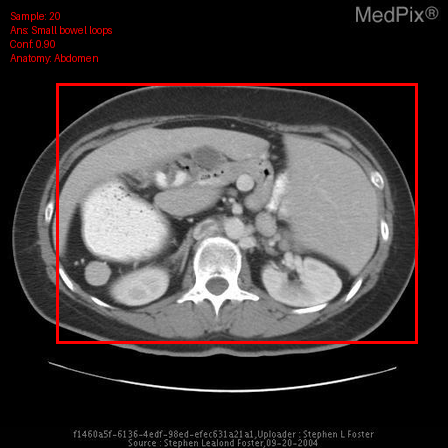 Sample: 20
MedPix®
Ans: Small bowel loops
Conf: 0.90
Anatomy: Abdomen
f1460a5f-6136-4edf-98ed-efec631a21a1,Uploader : Stephen L Foster
Source : Stephen Lealond Foster,09-20-2004